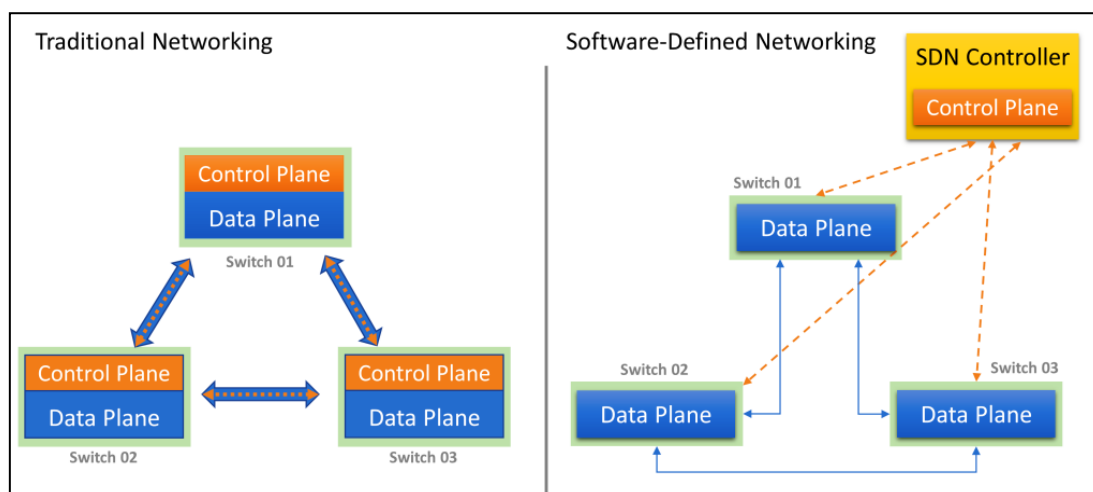 Traditional Networking
Control Plane
Data Plane
Switch 01
Control Plane
Data Plane
Switch 02
Control Plane
Data Plane
Switch 03
Software-Defined Networking
SDN Controller
Control Plane
Switch 01
Data Plane
Switch 02
Data Plane
Switch 03
Data Plane